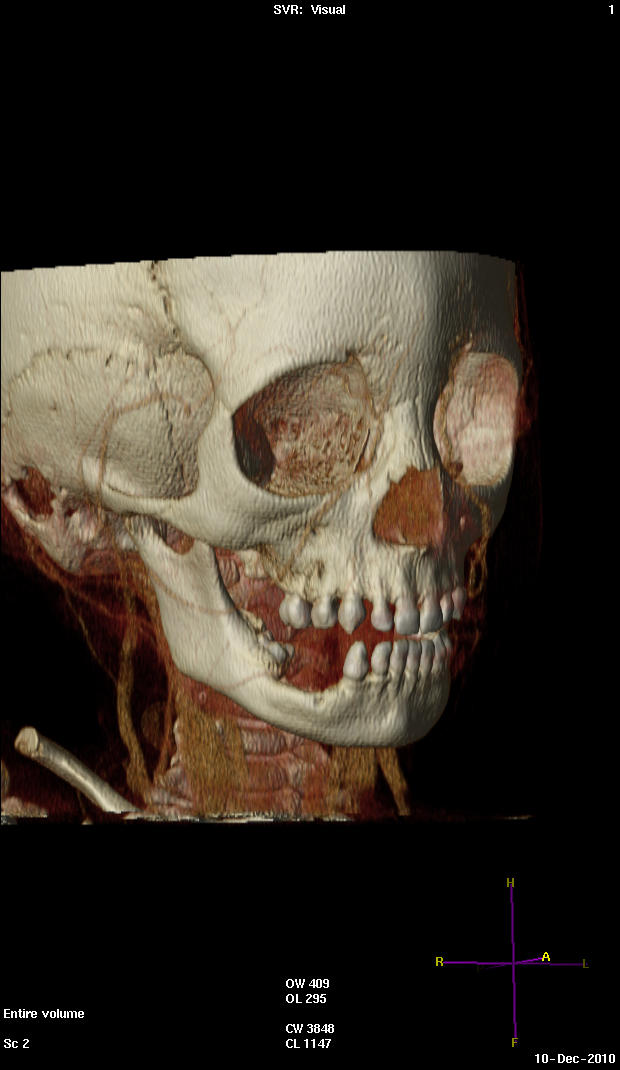 SVR: Visual
1
H
R
A
L
F
OW 409
OL 295
Entire volume
CW 3848
Sc 2
CL 1147
10-Dec-2010